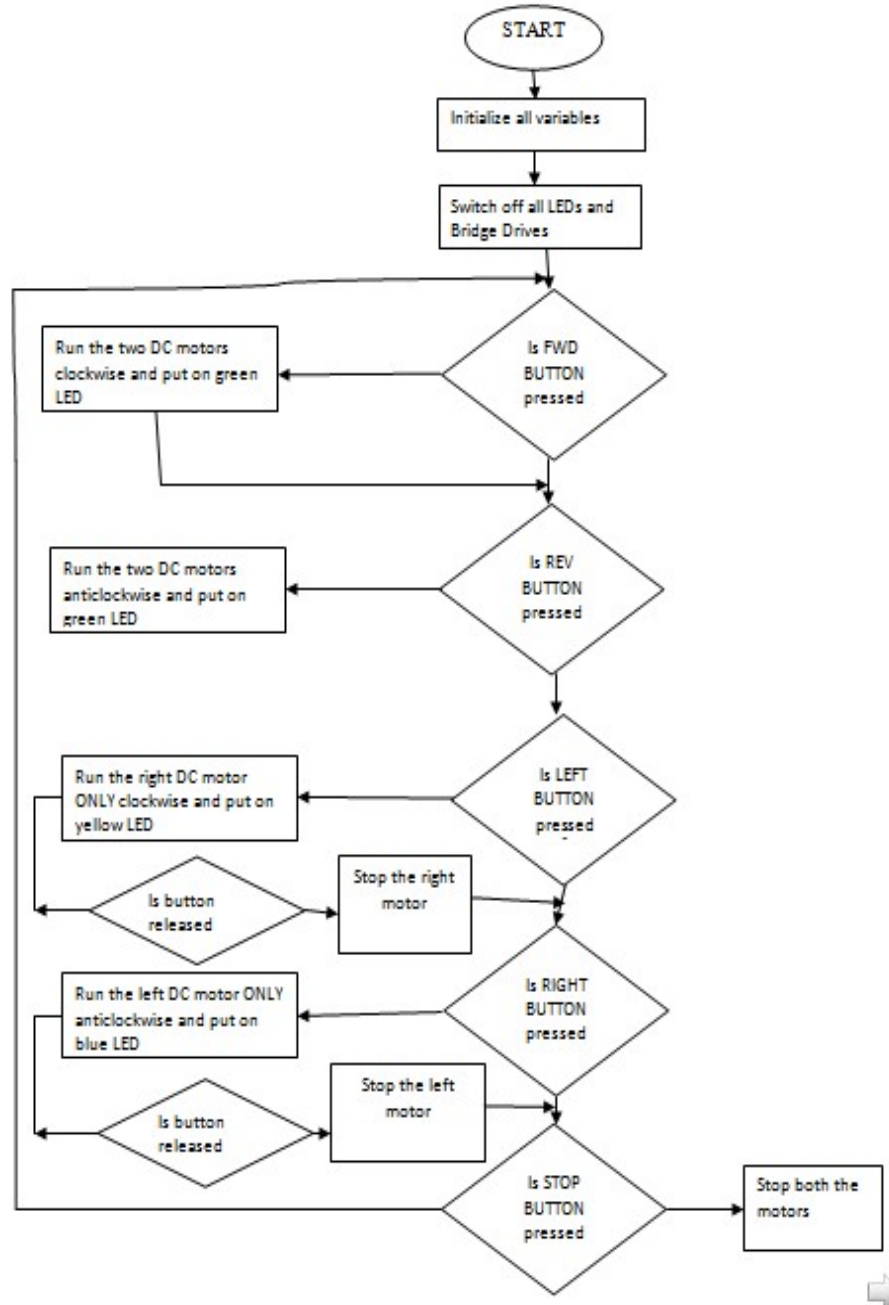 START
Initialize all variables
Switch off all LEDs and
Bridge Drives
Is FWD
BUTTON
pressed
Run the two DC motors
clockwise and put on green
LED
Is REV
BUTTON
pressed
Run the two DC motors
anticlockwise and put on
green LED
Is LEFT
BUTTON
pressed
Run the right DC motor
ONLY clockwise and put on
yellow LED
Is button
released
Stop the right
motor
Is RIGHT
BUTTON
pressed
Run the left DC motor ONLY
anticlockwise and put on
blue LED
Is button
released
Stop the left
motor
Is STOP
BUTTON
pressed
Stop both the
motors